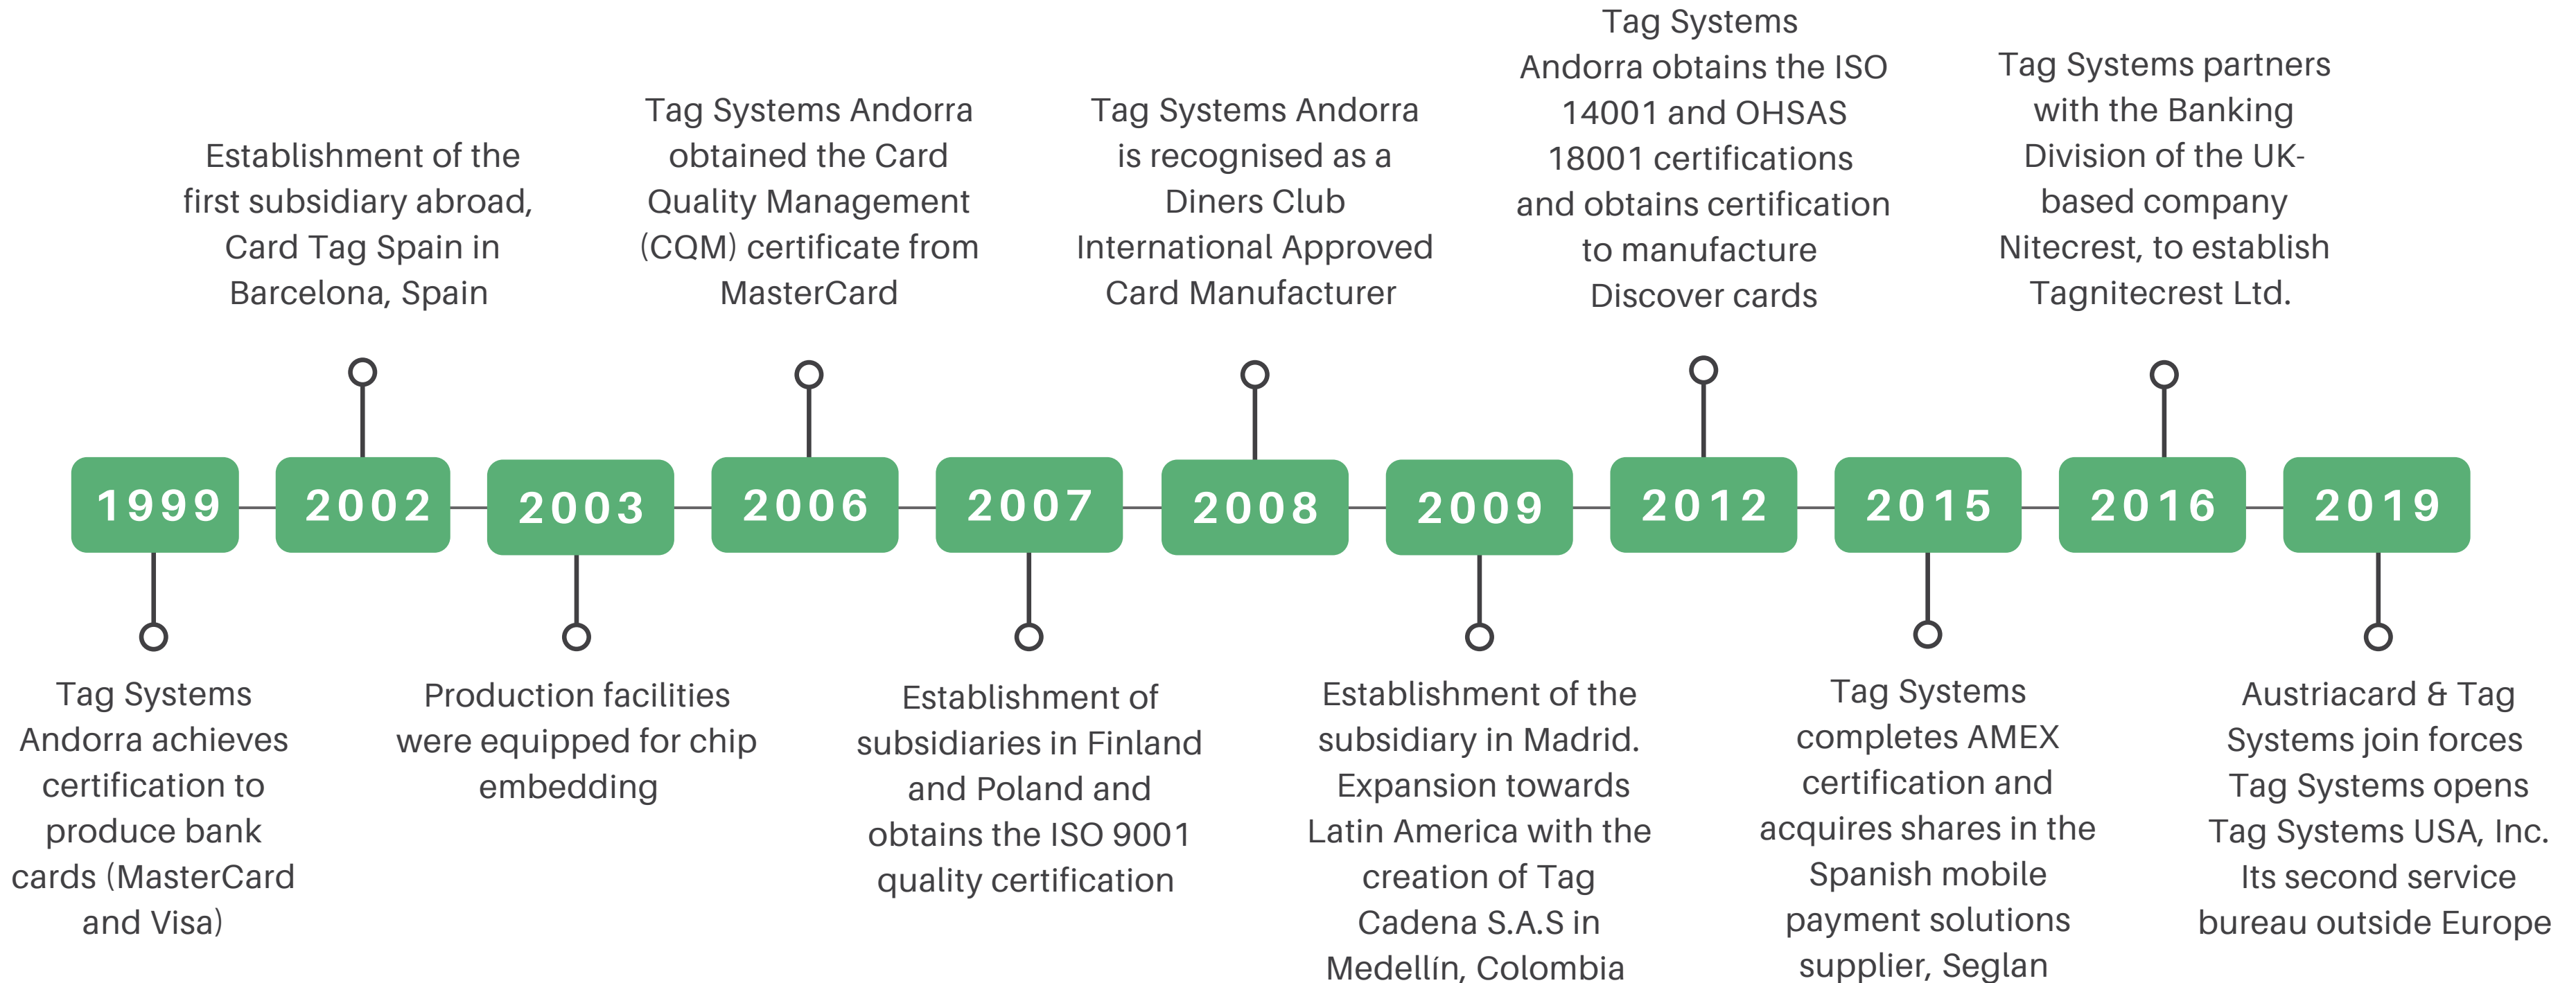 Tag Systems
Andorra achieves
certification to
produce bank
cards (MasterCard
and Visa)
1999
Establishment of the
first subsidiary abroad,
Card Tag Spain in
Barcelona, Spain
2002
Production facilities
were equipped for chip
embedding
2003
Tag Systems Andorra
obtained the Card
Quality Management
(CQM) certificate from
MasterCard
2006
Establishment of
subsidiaries in Finland
and Poland and
obtains the ISO 9001
quality certification
2007
Tag Systems Andorra
is recognised as a
Diners Club
International Approved
Card Manufacturer
2008
Establishment of the
subsidiary in Madrid.
Expansion towards
Latin America with the
creation of Tag
Cadena S.A.S in
Medellín, Colombia
2009
Tag Systems
Andorra obtains the ISO
14001 and OHSAS
18001 certifications
and obtains certification
to manufacture
Discover cards
2012
Tag Systems
completes AMEX
certification and
acquires shares in the
Spanish mobile
payment solutions
supplier, Seglan
2015
Tag Systems partners
with the Banking
Division of the UK-
based company
Nitecrest, to establish
Tagnitecrest Ltd.
2016
Austriacard & Tag
Systems join forces
Tag Systems opens
Tag Systems USA, Inc.
Its second service
bureau outside Europe
2019